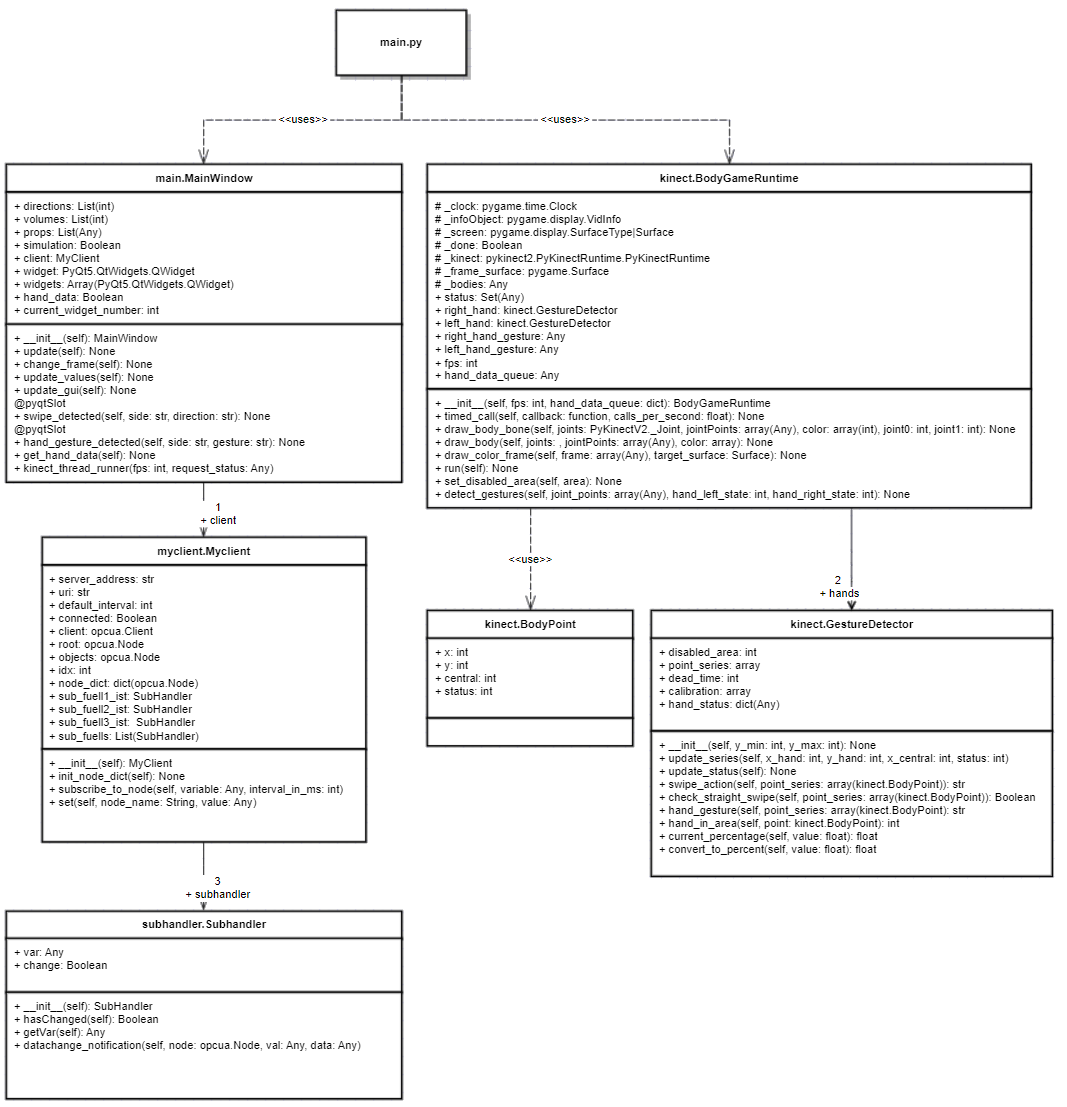 main.py
<<uses>>
<<uses>>
main.MainWindow
+ directions: List(int)
+ volumes: List(int)
+ props: List(Any)
+ simulation: Boolean
+ client: MyClient
+ widget: PyQt5.QtWidgets.QWidget
+ widgets: Array(PyQt5.QtWidgets.QWidget)
+ hand_data: Boolean
+ current_widget_number: int
+ __init__(self): MainWindow
+ update(self): None
+ change_frame(self): None
+ update_values(self): None
+ update_gui(self): None
@pyqtSlot
+ swipe_detected(self, side: str, direction: str): None
@pyqtSlot
+ hand_gesture_detected(self, side: str, gesture: str): None
+ get_hand_data(self): None
+ kinect_thread_runner(fps: int, request_status: Any)
kinect.BodyGameRuntime
# _clock: pygame.time.Clock
# _infoObject: pygame.display.VidInfo
# _screen: pygame.display.SurfaceType|Surface
# _done: Boolean
# _kinect: pykinect2.PyKinectRuntime.PyKinectRuntime
# _frame_surface: pygame.Surface
# _bodies: Any
+ status: Set(Any)
+ right_hand: kinect.GestureDetector
+ left_hand: kinect.GestureDetector
+ right_hand_gesture: Any
+ left_hand_gesture: Any
+ fps: int
+ hand_data_queue: Any
+ __init__(self, fps: int, hand_data_queue: dict): BodyGameRuntime
+ timed_call(self, callback: function, calls_per_second: float): None
+ draw_body_bone(self, joints: PyKinectV2._Joint, jointPoints: array(Any), color: array(int), joint0: int, joint1: int): None
+ draw_body(self, joints: , jointPoints: array(Any), color: array): None
+ draw_color_frame(self, frame: array(Any), target_surface: Surface): None
+ run(self): None
+ set_disabled_area(self, area): None
+ detect_gestures(self, joint_points: array(Any), hand_left_state: int, hand_right_state: int): None
1
+ client
<<use>>
2
+ hands
myclient.Myclient
+ server_address: str
+ uri: str
+ default_interval: int
+ connected: Boolean
+ client: opcua.Client
+ root: opcua.Node
+ objects: opcua.Node
+ idx: int
+ node_dict: dict(opcua.Node)
+ sub_fuell1_ist: SubHandler
+ sub_fuell2_ist: SubHandler
+ sub_fuell3_ist:  SubHandler
+ sub_fuells: List(SubHandler)
+ __init__(self): MyClient
+ init_node_dict(self): None
+ subscribe_to_node(self, variable: Any, interval_in_ms: int)
+ set(self, node_name: String, value: Any)
kinect.BodyPoint
+ x: int
+ y: int
+ central: int
+ status: int
kinect.GestureDetector
+ disabled_area: int
+ point_series: array
+ dead_time: int
+ calibration: array
+ hand_status: dict(Any)
+ __init__(self, y_min: int, y_max: int): None
+ update_series(self, x_hand: int, y_hand: int, x_central: int, status: int)
+ update_status(self): None
+ swipe_action(self, point_series: array(kinect.BodyPoint)): str
+ check_straight_swipe(self, point_series: array(kinect.BodyPoint)): Boolean
+ hand_gesture(self, point_series: array(kinect.BodyPoint): str
+ hand_in_area(self, point: kinect.BodyPoint): int
+ current_percentage(self, value: float): float
+ convert_to_percent(self, value: float): float
3
+ subhandler
subhandler.Subhandler
+ var: Any
+ change: Boolean
+ __init__(self): SubHandler
+ hasChanged(self): Boolean
+ getVar(self): Any
+ datachange_notification(self, node: opcua.Node, val: Any, data: Any)